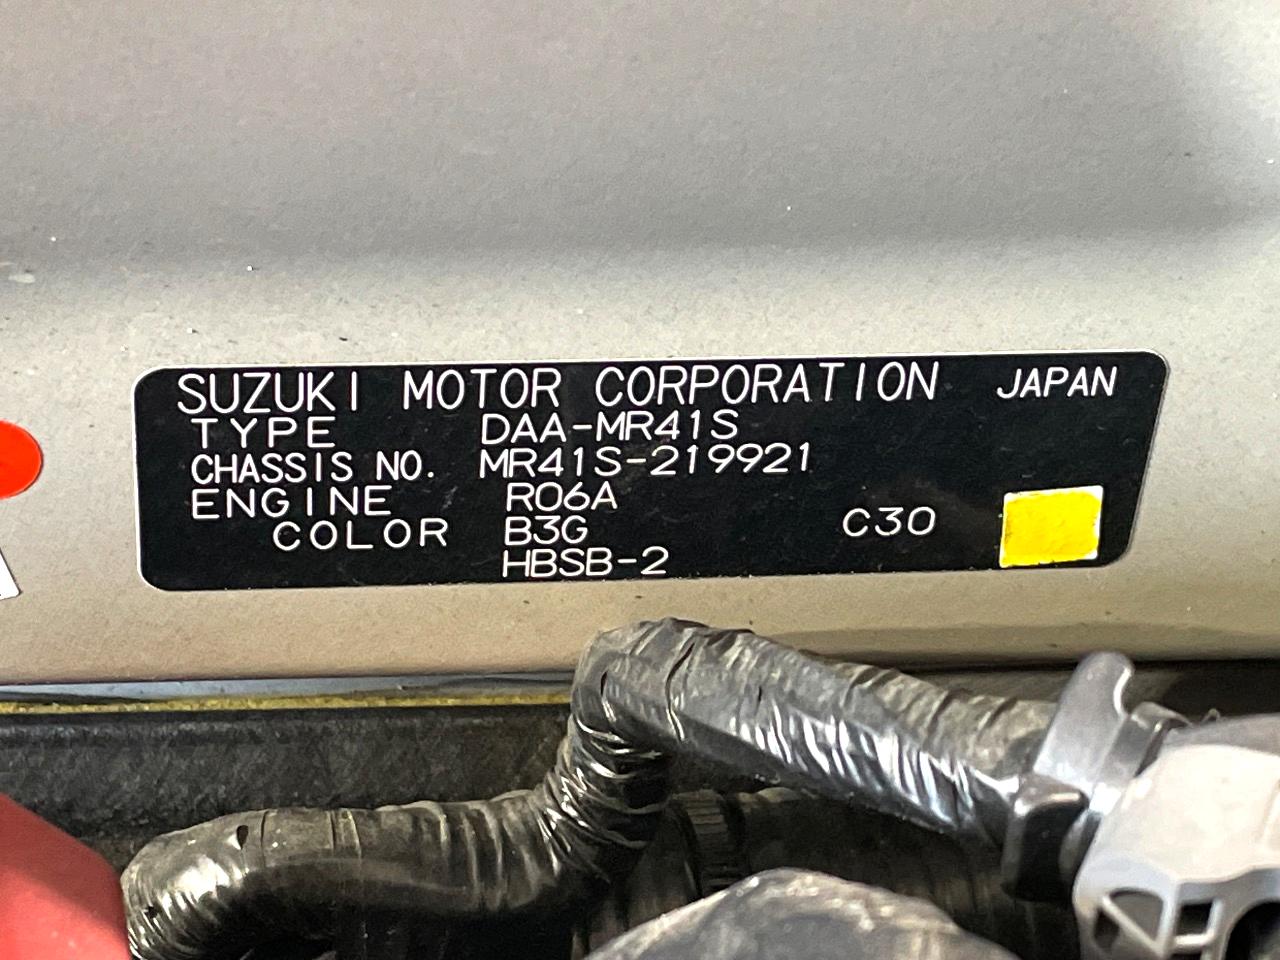 SUZUKI MOTOR CORPORATION JAPAN
TYPE DAA-MR41S
CHASSIS NO. MR41S-219921
ENGINE R06A
COLOR B3G C30
HBSB-2